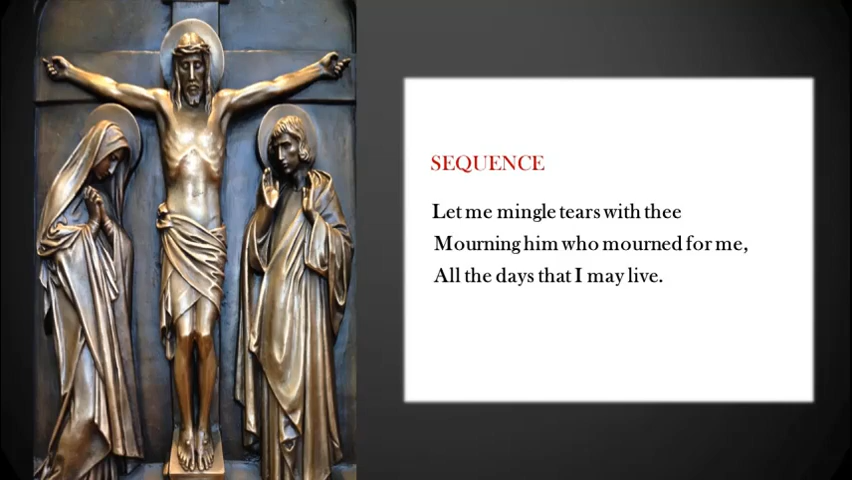 SEQUENCE
Let me mingle tears with thee
Mourning him who mourned for me,
All the days that I may live.